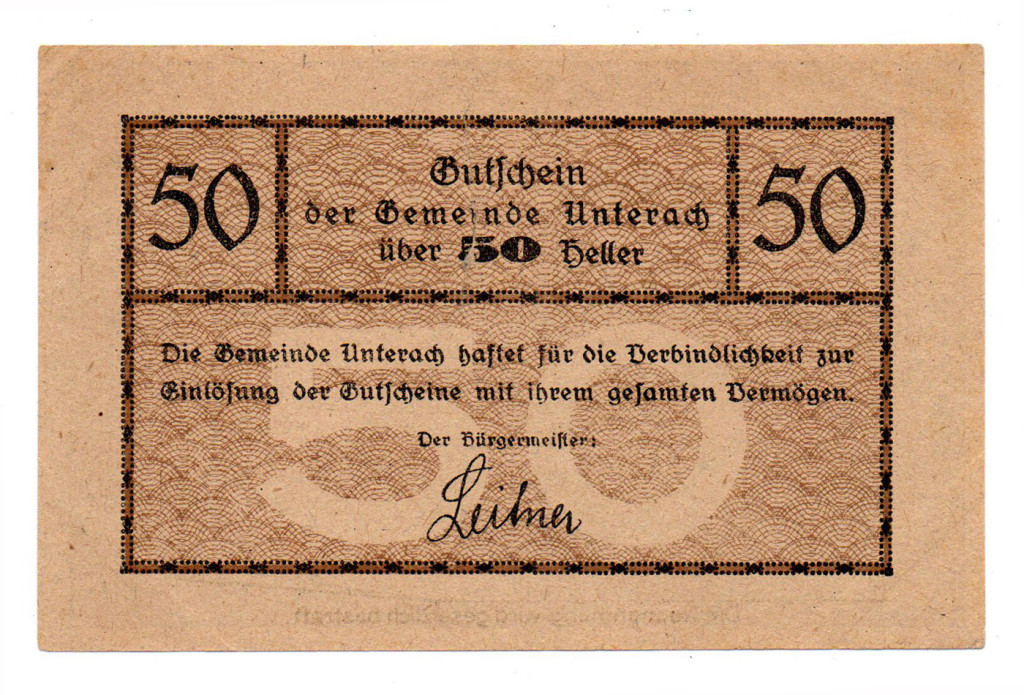 50
Gutschein
50
der Gemeinde Unterach
über 50 Heller
Die Gemeinde Unterach haftet für die Verbindlichkeit zur
Einlösung der Gutscheine mit ihrem gesamten Vermögen.
50
Der Bürgermeister:
Leitner